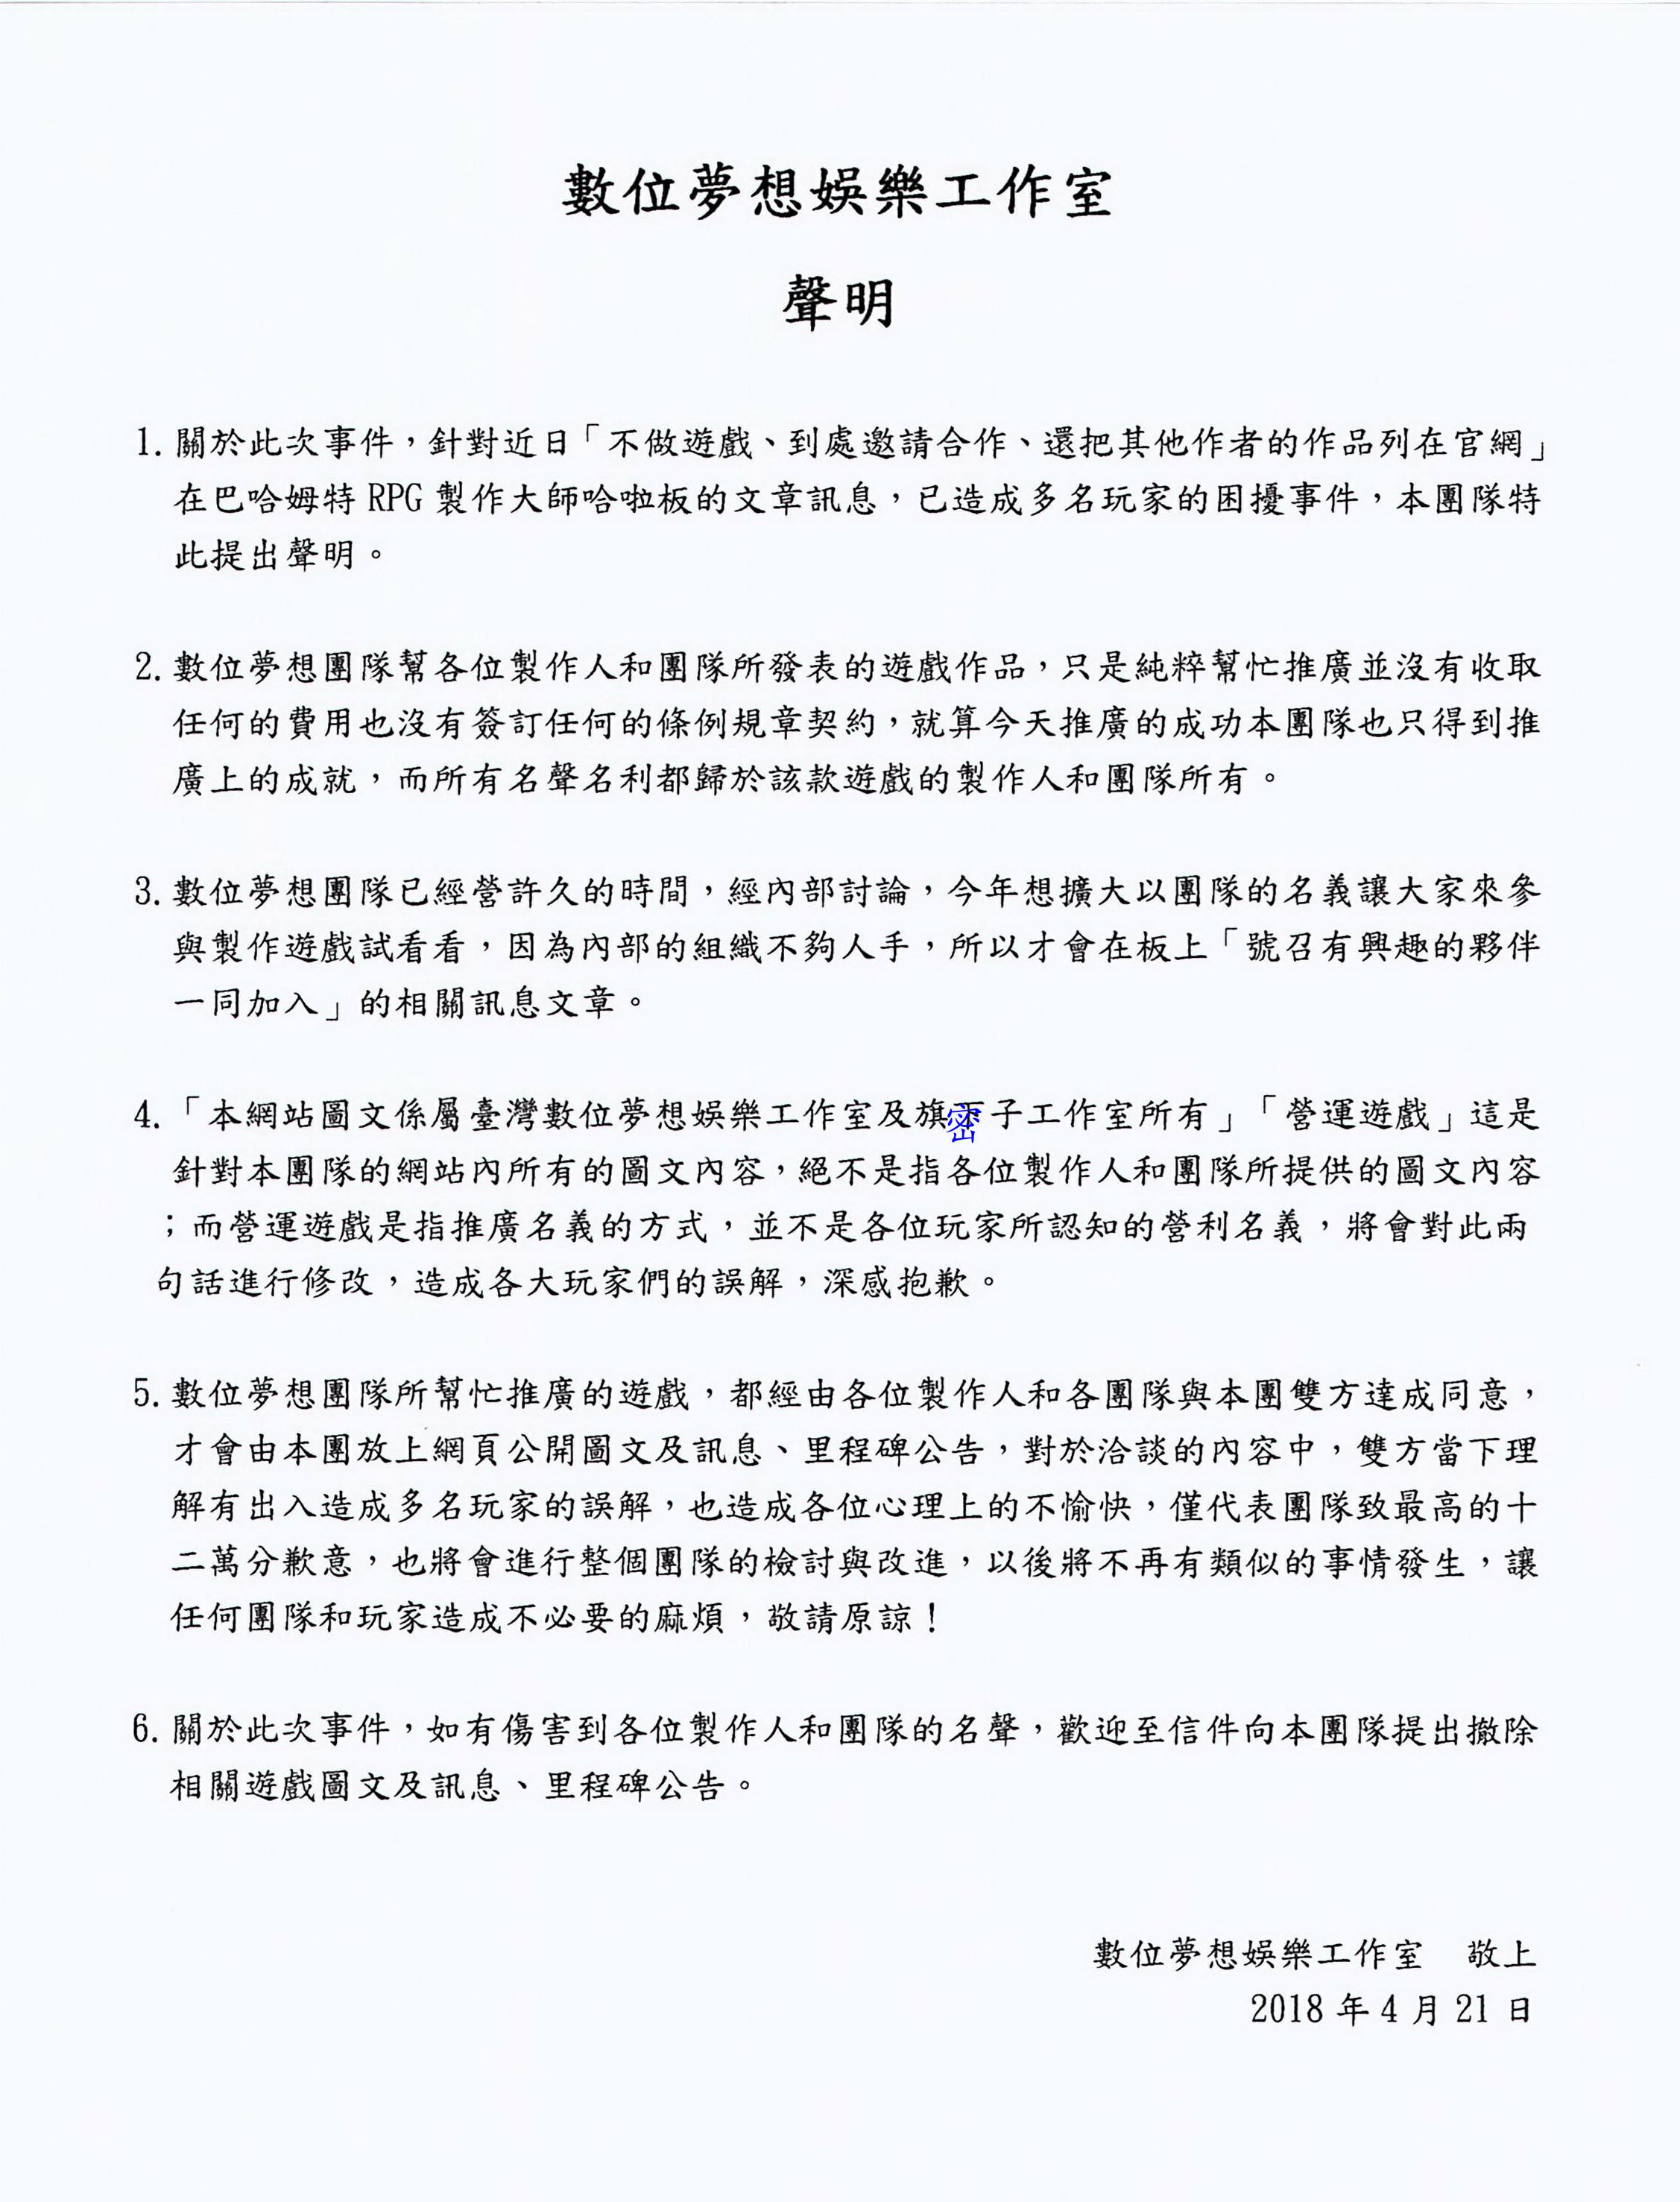 數位夢想娛樂工作室
聲明
1. 關於此次事件，針對近日「不做遊戲、到處邀請合作、還把其他作者的作品列在官網」
在巴哈姆特 RPG 製作大師哈啦板的文章訊息，已造成多名玩家的困擾事件，本團隊特
此提出聲明。
2. 數位夢想團隊幫各位製作人和團隊所發表的遊戲作品，只是純粹幫忙推廣並沒有收取
任何的費用也沒有簽訂任何的條例規章契約，就算今天推廣的成功本團隊也只得到推
廣上的成就，而所有名聲名利都歸於該款遊戲的製作人和團隊所有。
3. 數位夢想團隊已經營許久的時間，經內部討論，今年想擴大以團隊的名義讓大家來參
與製作遊戲試看看，因為內部的組織不夠人手，所以才會在板上「號召有興趣的夥伴
一同加入」的相關訊息文章。
4. 「本網站圖文係屬臺灣數位夢想娛樂工作室及旗密子工作室所有」「營運遊戲」這是
針對本團隊的網站內所有的圖文內容，絕不是指各位製作人和團隊所提供的圖文內容
；而營運遊戲是指推廣名義的方式，並不是各位玩家所認知的營利名義，將會對此兩
句話進行修改，造成各大玩家們的誤解，深感抱歉。
5. 數位夢想團隊所幫忙推廣的遊戲，都經由各位製作人和各團隊與本團雙方達成同意，
才會由本團放上網頁公開圖文及訊息、里程碑公告，對於洽談的內容中，雙方當下理
解有出入造成多名玩家的誤解，也造成各位心理上的不愉快，僅代表團隊致最高的十
二萬分歉意，也將會進行整個團隊的檢討與改進，以後將不再有類似的事情發生，讓
任何團隊和玩家造成不必要的麻煩，敬請原諒！
6. 關於此次事件，如有傷害到各位製作人和團隊的名聲，歡迎至信件向本團隊提出撤除
相關遊戲圖文及訊息、里程碑公告。
數位夢想娛樂工作室　敬上
2018 年 4 月 21 日